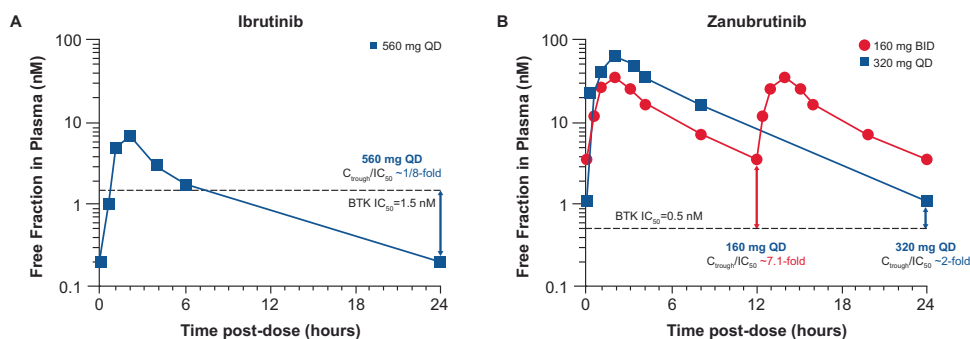 A
Ibrutinib
Free Fraction in Plasma (nM)
100
10
1
0.1
560 mg QD
560 mg QD
Ctrough/IC50 ~1/8-fold
BTK IC50=1.5 nM
0
6
12
18
24
Time post-dose (hours)
B
Zanubrutinib
Free Fraction in Plasma (nM)
100
10
1
0.1
160 mg BID
320 mg QD
BTK IC50=0.5 nM
160 mg QD
Ctrough/IC50 ~7.1-fold
320 mg QD
Ctrough/IC50 ~2-fold
0
6
12
18
24
Time post-dose (hours)